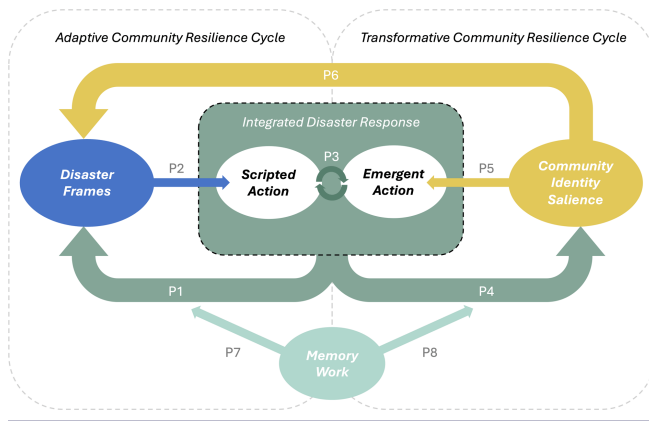 Adaptive Community Resilience Cycle
Transformative Community Resilience Cycle
P6
Integrated Disaster Response
P3
Disaster
Frames
P2
Scripted
Action
Emergent
Action
P5
Community
Identity
Salience
P1
P4
P7
Memory
Work
P8